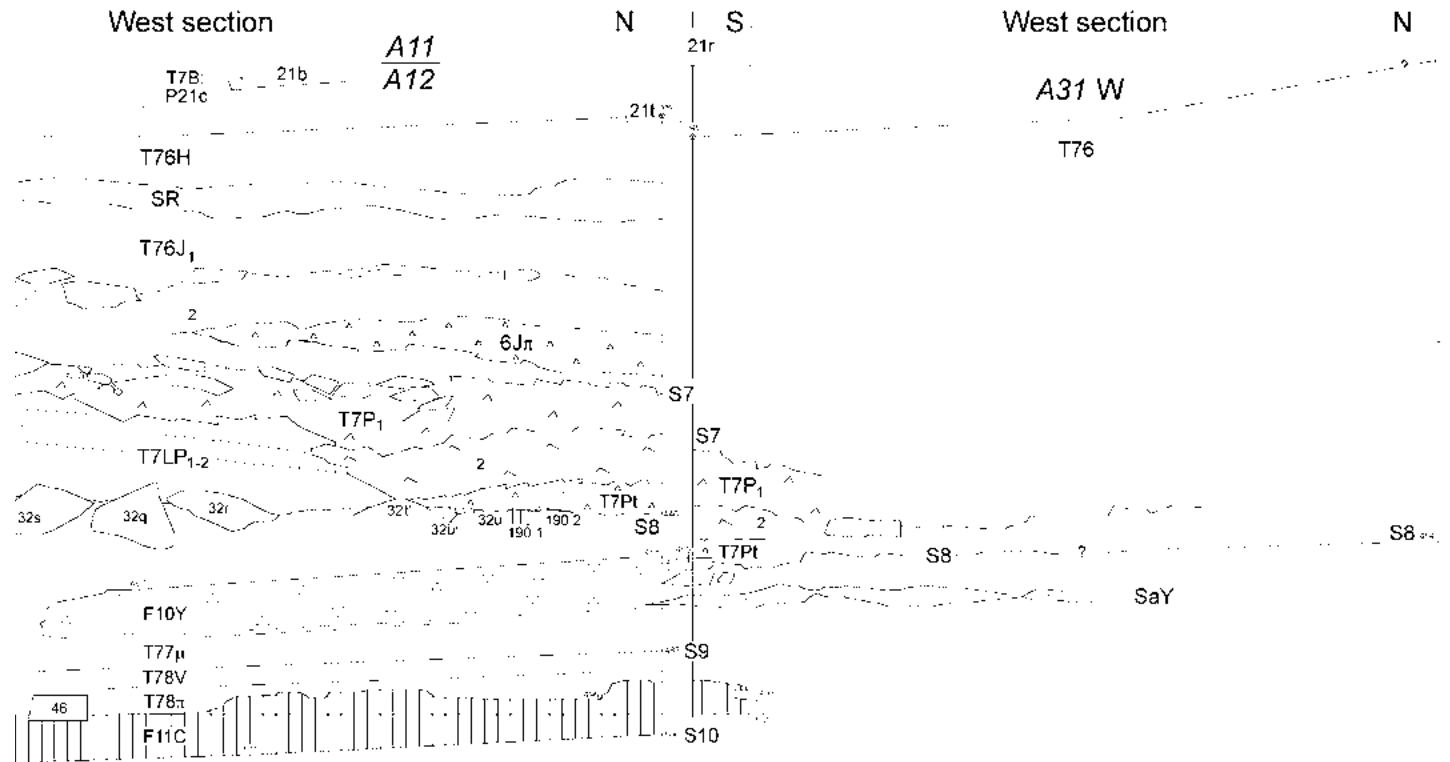 West section N S West section N
21r
A11
A12
T7B:
P21c
21b
21t
A31 W
?
T76H
T76
SR
T76J1
2
6Jπ
S7
T7P1
S7
T7LP1-2
2
T7P1
T7Pt
32s 32q 32r 32t' 32u' 32u 190 1 190 2
S8
2
T7Pt
S8
?
S8
SaY
F10Y
T77μ
S9
T78V
T78π
46
F11C
S10